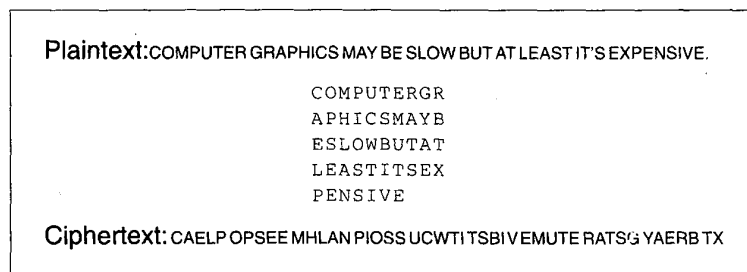 Plaintext: COMPUTER GRAPHICS MAY BE SLOW BUT AT LEAST IT'S EXPENSIVE.
COMPUTERGR
APHICSMAYB
ESLOWBUTAT
LEASTITSEX
PENSIVE
Ciphertext: CAELP OPSEE MHLAN PIOSS UCWTI TSBIV EMUTE RATSG YAERB TX